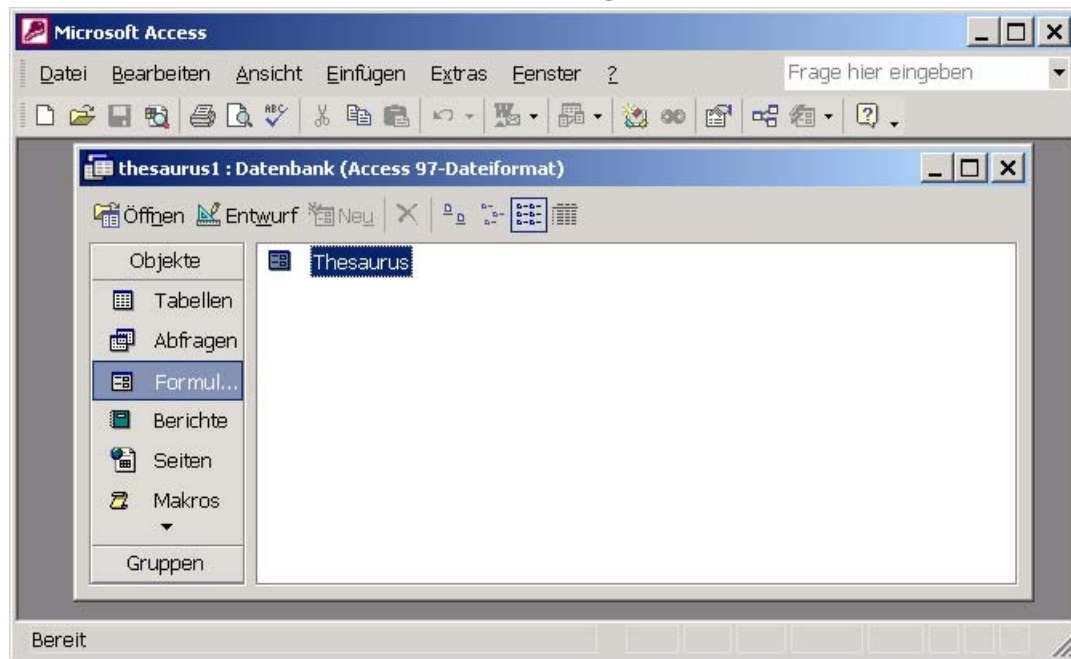 Microsoft Access
Datei Bearbeiten Ansicht Einfügen Extras Fenster ? Frage hier eingeben
thesaurus1 : Datenbank (Access 97-Dateiformat)
Öffnen Entwurf Neu
Objekte
Thesaurus
Tabellen
Abfragen
Formul...
Berichte
Seiten
Makros
Gruppen
Bereit